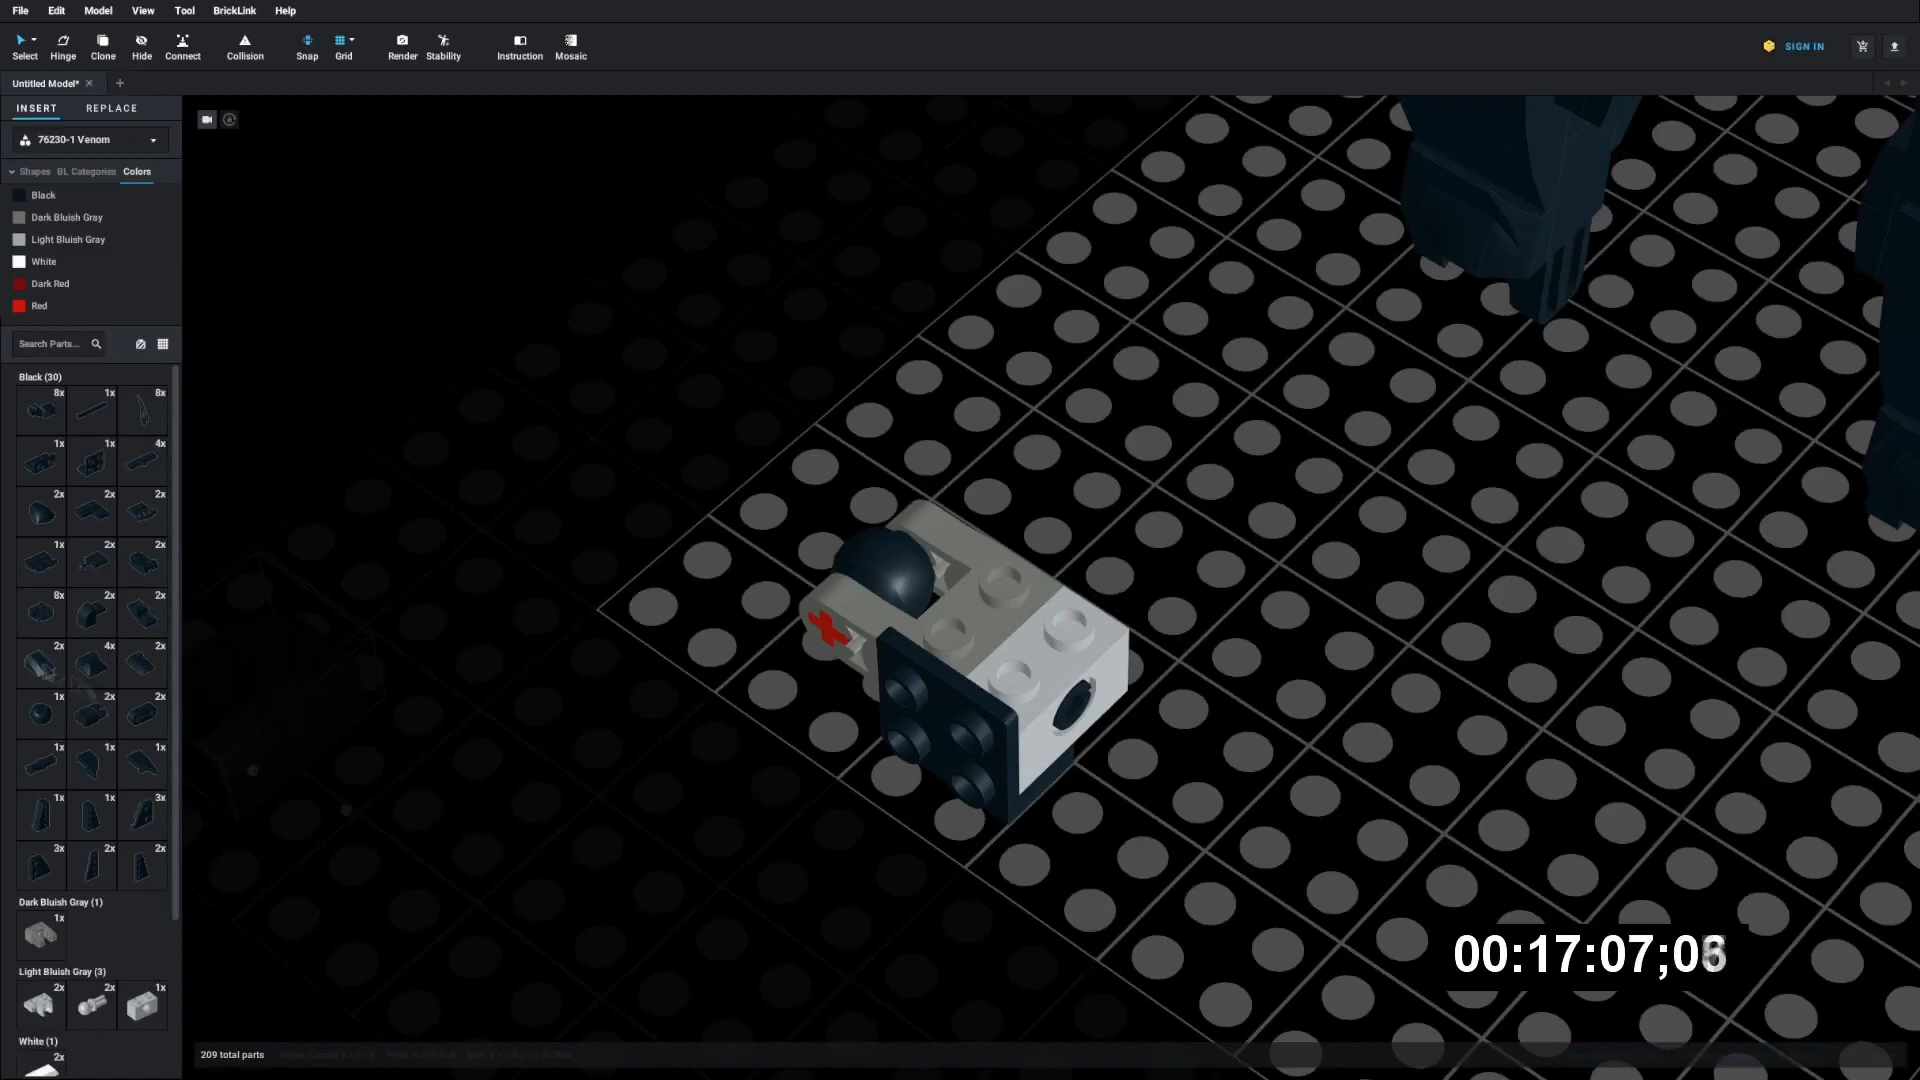 File Edit Model View Tool BrickLink Help
Select Hinge Clone Hide Connect Collision Snap Grid Render Stability Instruction Mosaic
SIGN IN
Untitled Model*
INSERT REPLACE
76230-1 Venom
Shapes BL Categories Colors
Black
Dark Bluish Gray
Light Bluish Gray
White
Dark Red
Red
Search Parts...
Black (30)
8x 1x 8x
1x 1x 4x
2x 2x 2x
1x 2x 2x
8x 2x 2x
2x 4x 2x
1x 2x 2x
1x 1x 1x
1x 1x 3x
3x 2x 2x
Dark Bluish Gray (1)
1x
Light Bluish Gray (3)
2x 2x 1x
White (1)
2x
209 total parts